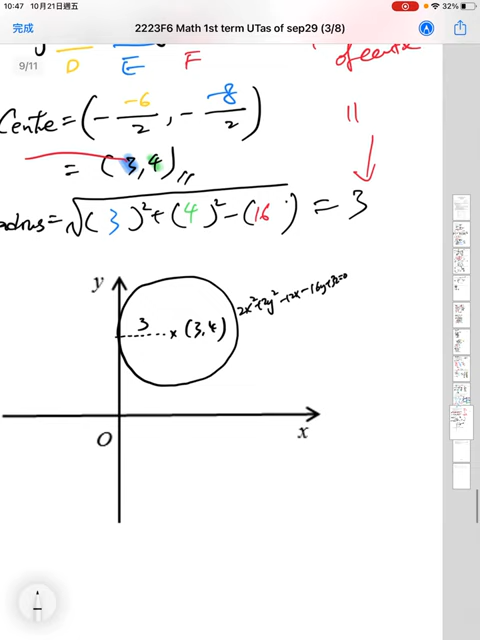 10:47 10月21日週五
32%
完成
2223F6 Math 1st term UTas of sep29 (3/8)
9/11
D E F
of centre
Centre = (- -6/2 , - -8/2)
= (3,4)
radius = √((3)² + (4)² - (16)) = 3
y
2x²+2y²-12x-16y+32=0
3
x (3,4)
O
x